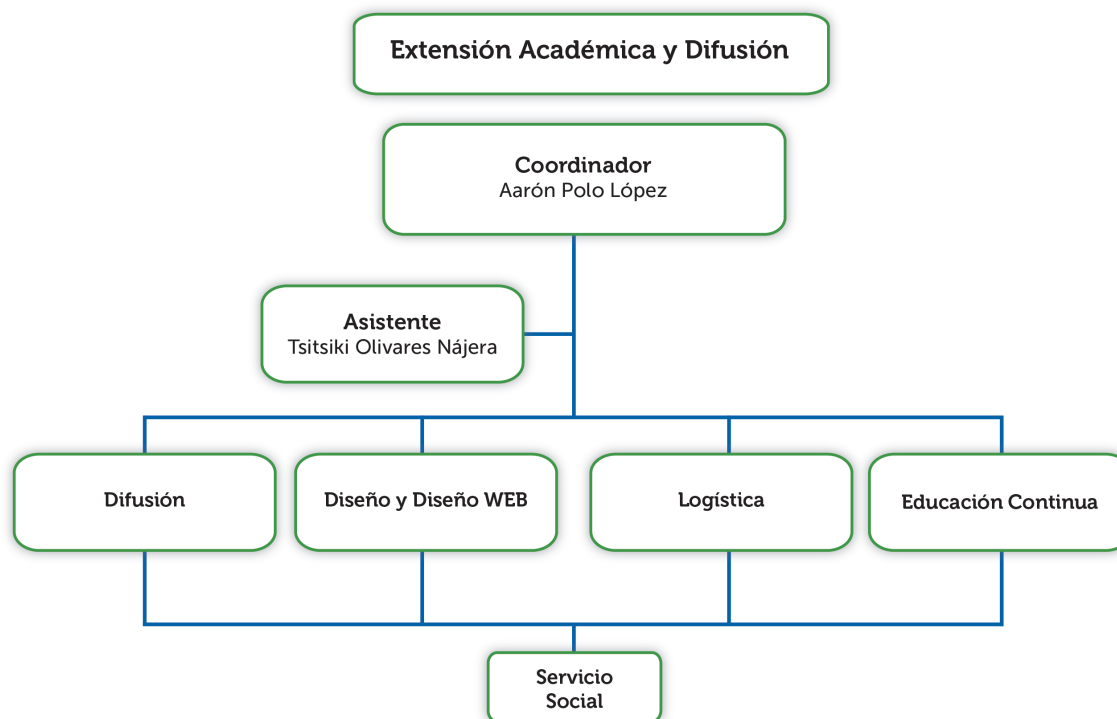 Extensión Académica y Difusión
Coordinador
Aarón Polo López
Asistente
Tsitsiki Olivares Nájera
Difusión
Diseño y Diseño WEB
Logística
Educación Continua
Servicio
Social